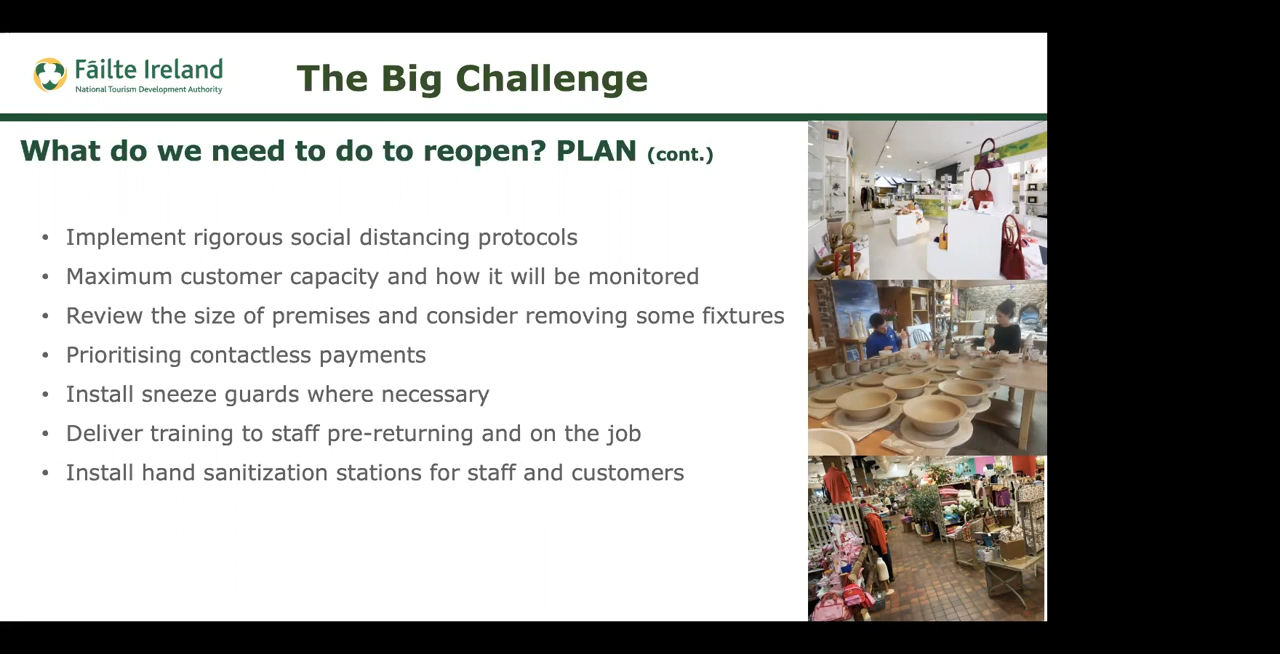 Fáilte Ireland
National Tourism Development Authority
The Big Challenge
What do we need to do to reopen? PLAN (cont.)
• Implement rigorous social distancing protocols
• Maximum customer capacity and how it will be monitored
• Review the size of premises and consider removing some fixtures
• Prioritising contactless payments
• Install sneeze guards where necessary
• Deliver training to staff pre-returning and on the job
• Install hand sanitization stations for staff and customers